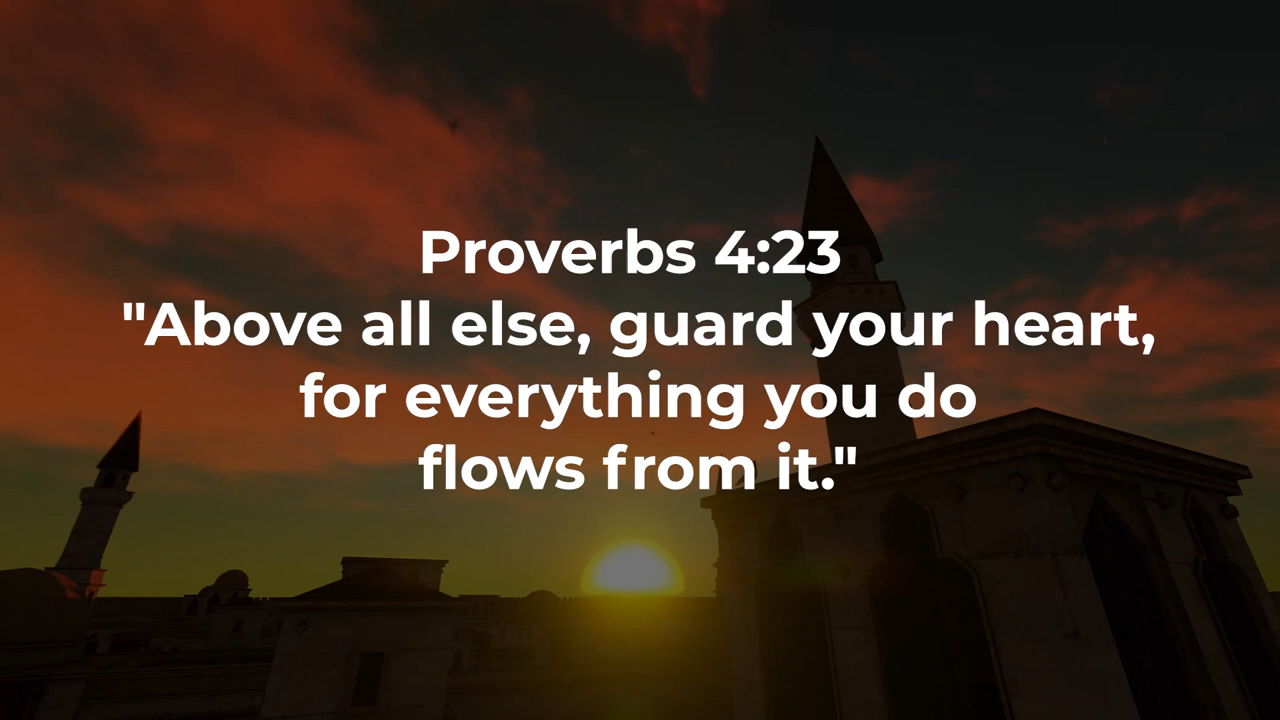 Proverbs 4:23
"Above all else, guard your heart,
for everything you do
flows from it."